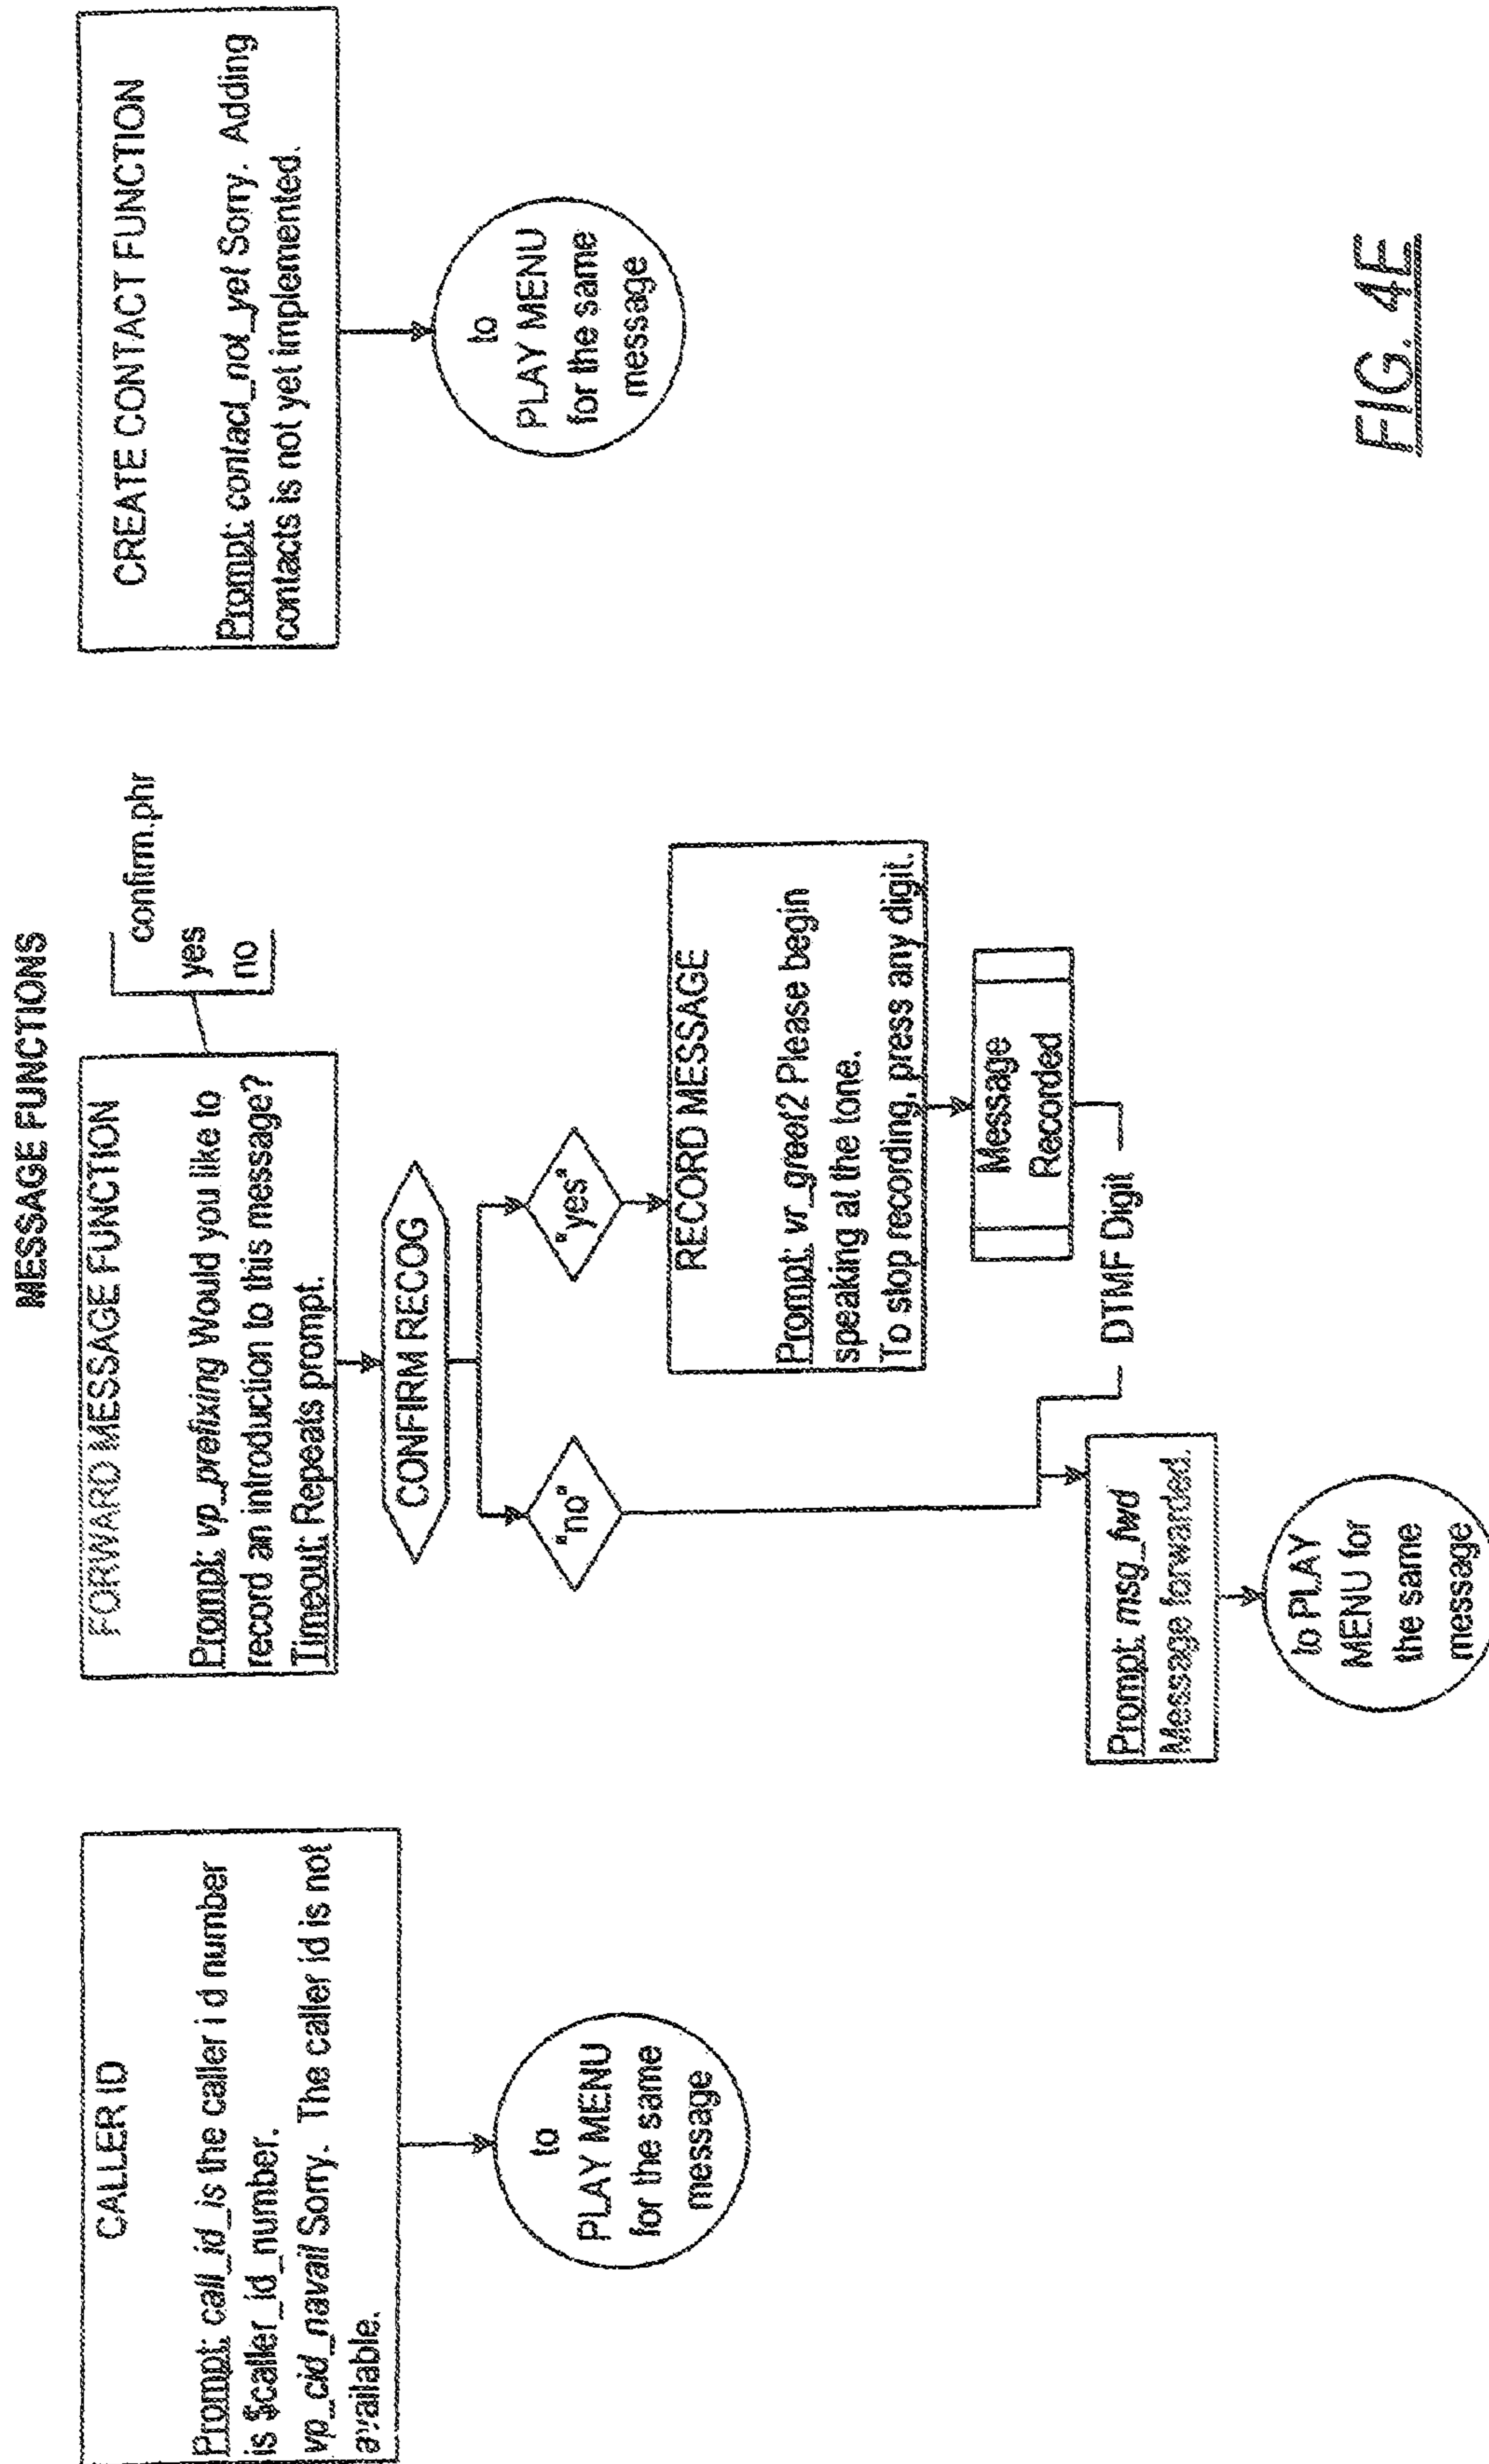 MESSAGE FUNCTIONS
CALLER ID
Prompt: call_id_is the caller i d number
is $caller_id_number.
vp_cid_navail Sorry. The caller id is not
available.
to
PLAY MENU
for the same
message
FORWARD MESSAGE FUNCTION
Prompt: vp_prefixing Would you like to
record an introduction to this message?
Timeout: Repeats prompt.
confirm.phr
yes
no
CONFIRM RECOG
"no"
"yes"
RECORD MESSAGE
Prompt: vr_greet2 Please begin
speaking at the tone.
To stop recording, press any digit.
Message
Recorded
DTMF Digit
Prompt: msg_fwd
Message forwarded.
to PLAY
MENU for
the same
message
CREATE CONTACT FUNCTION
Prompt: contact_not_yet Sorry. Adding
contacts is not yet implemented.
to
PLAY MENU
for the same
message
FIG. 4E